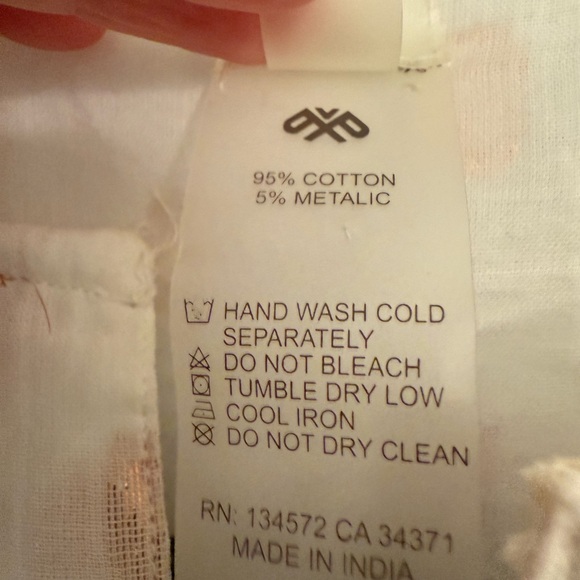 95% COTTON
5% METALIC
HAND WASH COLD
SEPARATELY
DO NOT BLEACH
TUMBLE DRY LOW
COOL IRON
DO NOT DRY CLEAN
RN: 134572 CA 34371
MADE IN INDIA